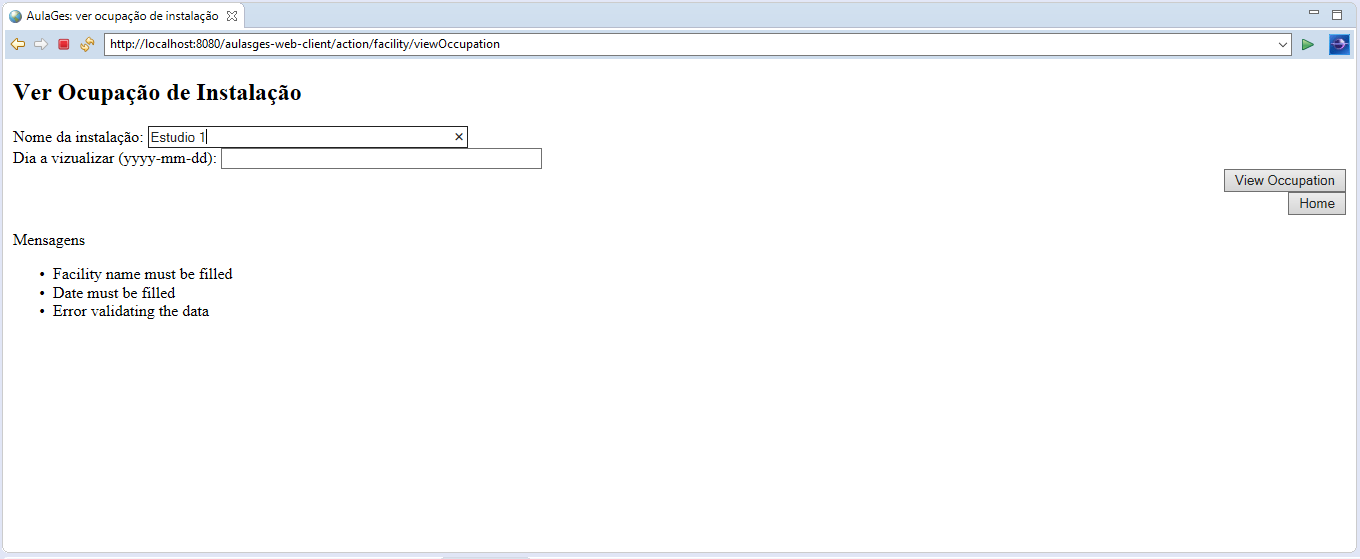 AulaGes: ver ocupação de instalação
http://localhost:8080/aulasges-web-client/action/facility/viewOccupation
Ver Ocupação de Instalação
Nome da instalação: Estudio 1
Dia a vizualizar (yyyy-mm-dd):
View Occupation
Home
Mensagens
• Facility name must be filled
• Date must be filled
• Error validating the data